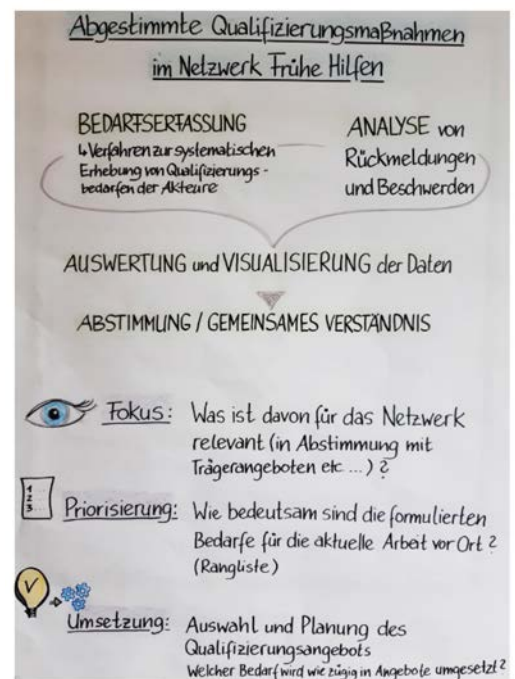 Abgestimmte Qualifizierungsmaßnahmen
im Netzwerk Frühe Hilfen
BEDARFSERFASSUNG
↳ Verfahren zur systematischen
Erhebung von Qualifizierungs-
bedarfen der Akteure
ANALYSE von
Rückmeldungen
und Beschwerden
AUSWERTUNG und VISUALISIERUNG der Daten
ABSTIMMUNG / GEMEINSAMES VERSTÄNDNIS
Fokus: Was ist davon für das Netzwerk
relevant (in Abstimmung mit
Trägerangeboten etc ...) ?
1
2
3
Priorisierung: Wie bedeutsam sind die formulierten
Bedarfe für die aktuelle Arbeit vor Ort ?
(Rangliste)
Umsetzung: Auswahl und Planung des
Qualifizierungsangebots
Welcher Bedarf wird wie zügig in Angebote umgesetzt ?